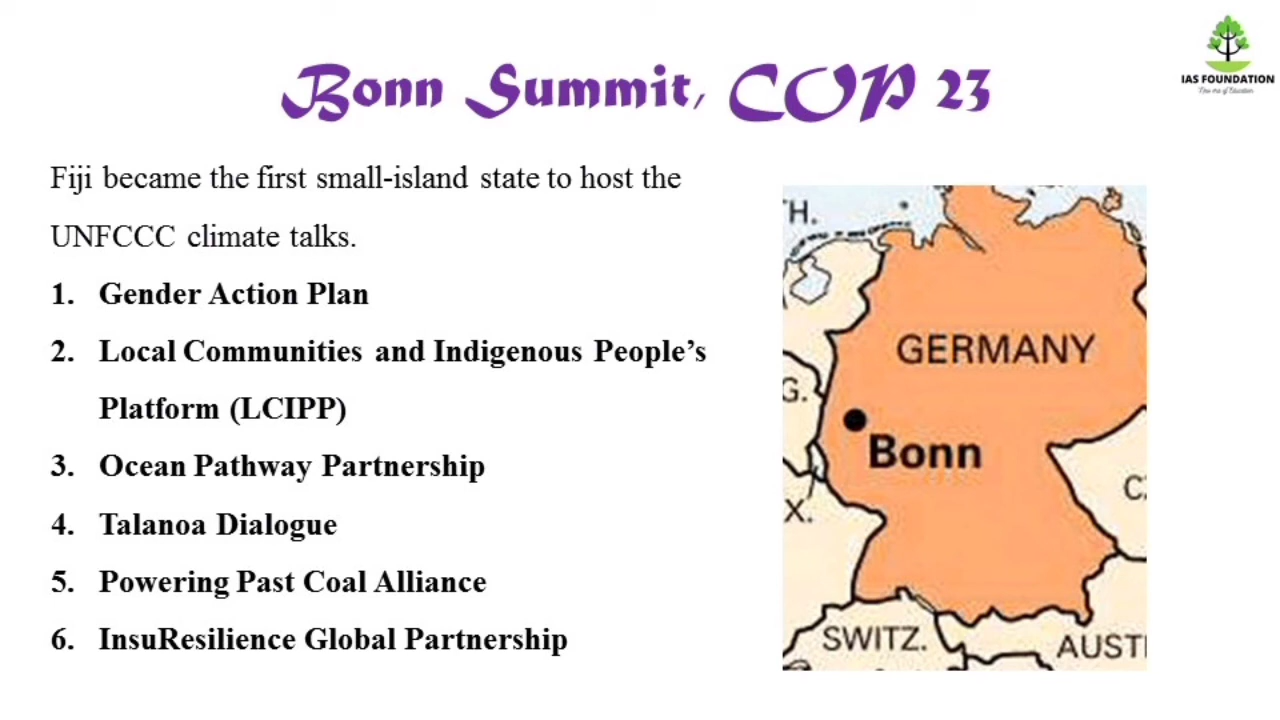 IAS FOUNDATION
Bonn Summit, COP 23
Fiji became the first small-island state to host the
UNFCCC climate talks.
1. Gender Action Plan
2. Local Communities and Indigenous People’s
Platform (LCIPP)
3. Ocean Pathway Partnership
4. Talanoa Dialogue
5. Powering Past Coal Alliance
6. InsuResilience Global Partnership
TH.
GERMANY
G.
Bonn
X.
CZ
SWITZ.
AUST